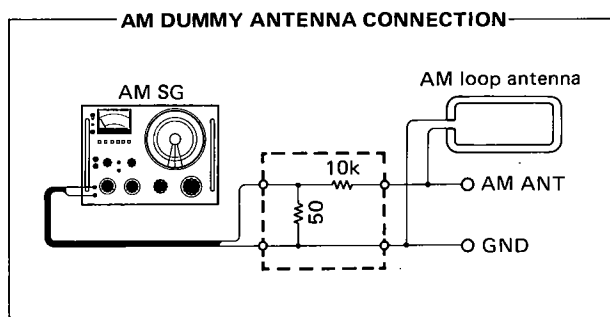 AM DUMMY ANTENNA CONNECTION
AM SG
AM loop antenna
10k
50
AM ANT
GND